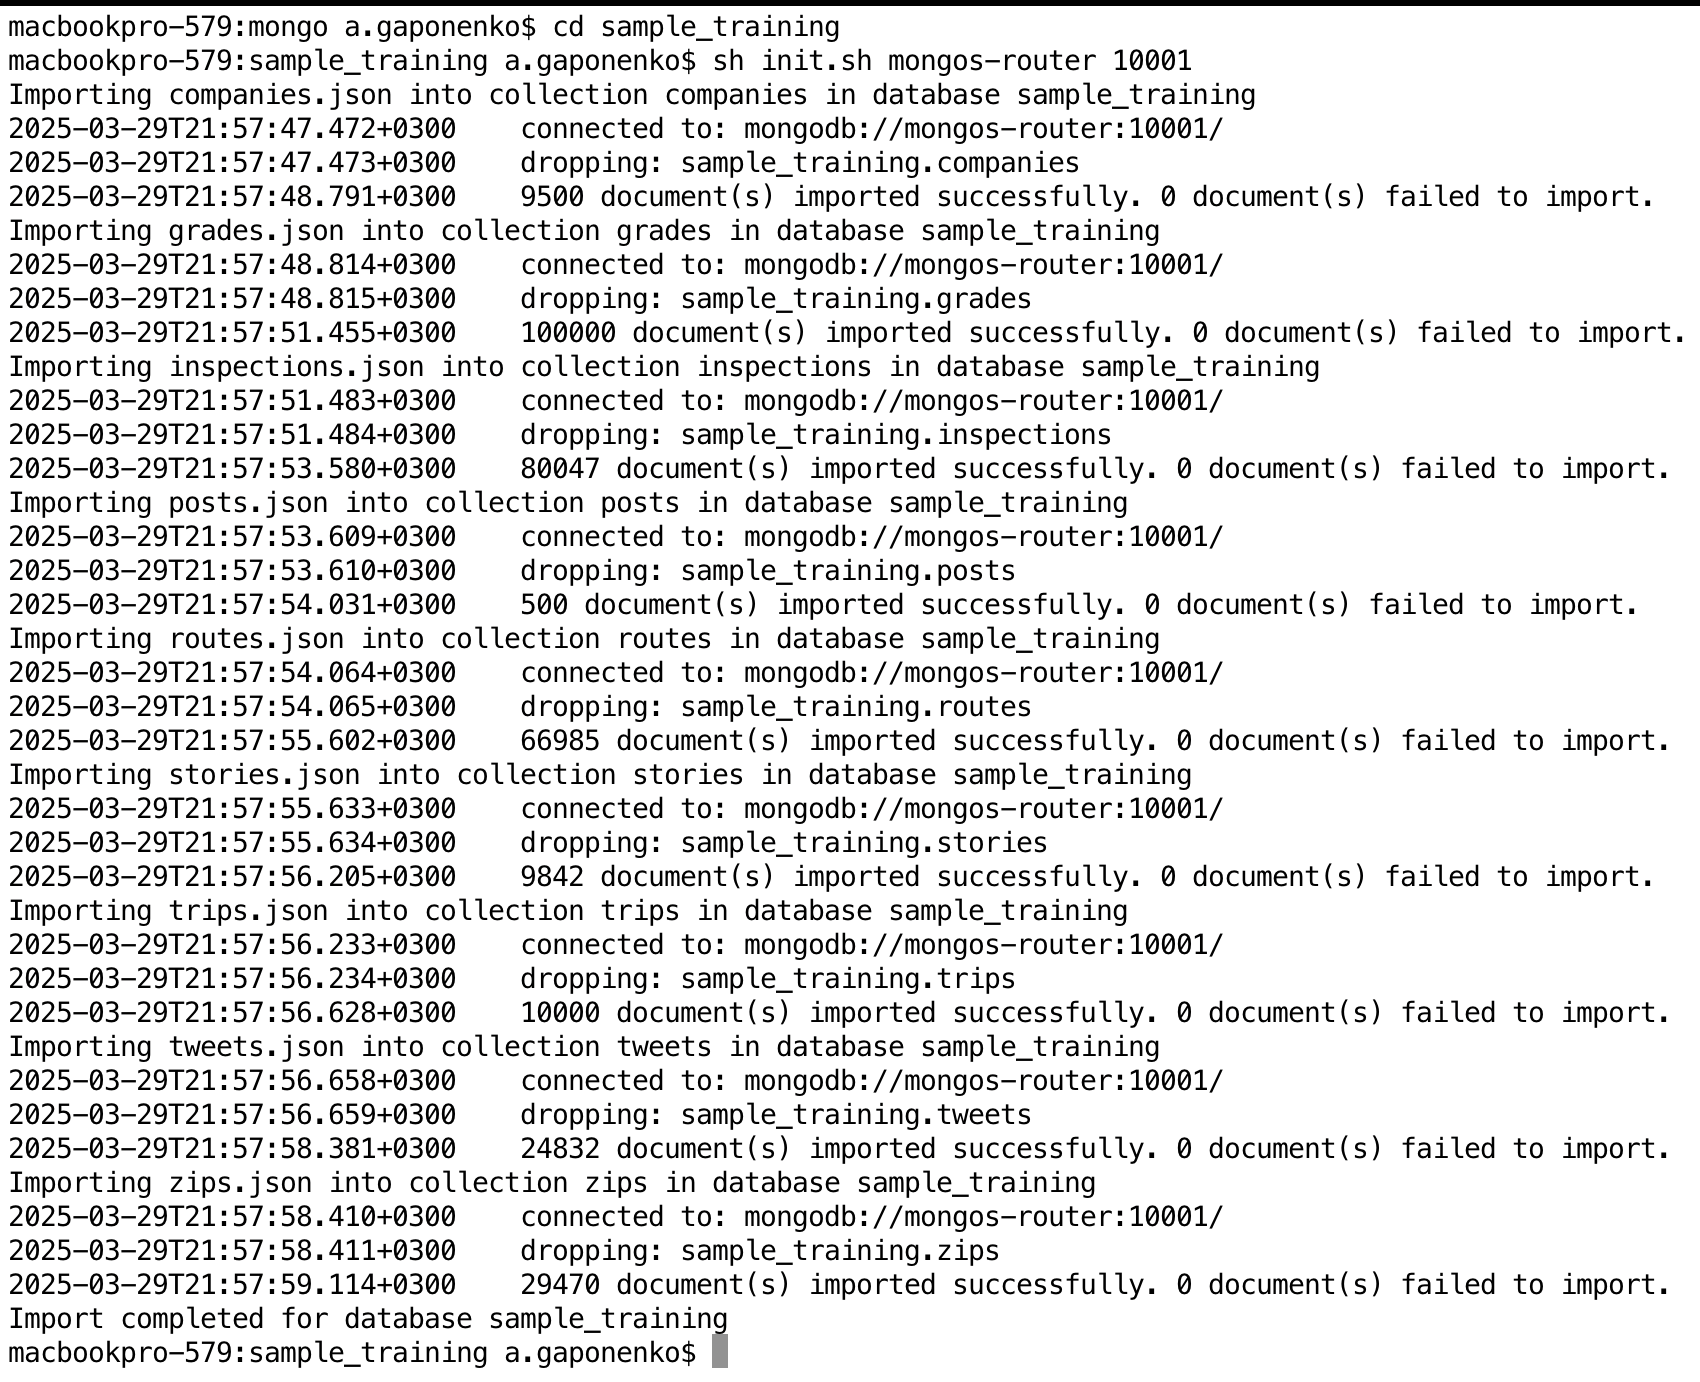 macbookpro-579:mongo a.gaponenko$ cd sample_training
macbookpro-579:sample_training a.gaponenko$ sh init.sh mongos-router 10001
Importing companies.json into collection companies in database sample_training
2025-03-29T21:57:47.472+0300    connected to: mongodb://mongos-router:10001/
2025-03-29T21:57:47.473+0300    dropping: sample_training.companies
2025-03-29T21:57:48.791+0300    9500 document(s) imported successfully. 0 document(s) failed to import.
Importing grades.json into collection grades in database sample_training
2025-03-29T21:57:48.814+0300    connected to: mongodb://mongos-router:10001/
2025-03-29T21:57:48.815+0300    dropping: sample_training.grades
2025-03-29T21:57:51.455+0300    100000 document(s) imported successfully. 0 document(s) failed to import.
Importing inspections.json into collection inspections in database sample_training
2025-03-29T21:57:51.483+0300    connected to: mongodb://mongos-router:10001/
2025-03-29T21:57:51.484+0300    dropping: sample_training.inspections
2025-03-29T21:57:53.580+0300    80047 document(s) imported successfully. 0 document(s) failed to import.
Importing posts.json into collection posts in database sample_training
2025-03-29T21:57:53.609+0300    connected to: mongodb://mongos-router:10001/
2025-03-29T21:57:53.610+0300    dropping: sample_training.posts
2025-03-29T21:57:54.031+0300    500 document(s) imported successfully. 0 document(s) failed to import.
Importing routes.json into collection routes in database sample_training
2025-03-29T21:57:54.064+0300    connected to: mongodb://mongos-router:10001/
2025-03-29T21:57:54.065+0300    dropping: sample_training.routes
2025-03-29T21:57:55.602+0300    66985 document(s) imported successfully. 0 document(s) failed to import.
Importing stories.json into collection stories in database sample_training
2025-03-29T21:57:55.633+0300    connected to: mongodb://mongos-router:10001/
2025-03-29T21:57:55.634+0300    dropping: sample_training.stories
2025-03-29T21:57:56.205+0300    9842 document(s) imported successfully. 0 document(s) failed to import.
Importing trips.json into collection trips in database sample_training
2025-03-29T21:57:56.233+0300    connected to: mongodb://mongos-router:10001/
2025-03-29T21:57:56.234+0300    dropping: sample_training.trips
2025-03-29T21:57:56.628+0300    10000 document(s) imported successfully. 0 document(s) failed to import.
Importing tweets.json into collection tweets in database sample_training
2025-03-29T21:57:56.658+0300    connected to: mongodb://mongos-router:10001/
2025-03-29T21:57:56.659+0300    dropping: sample_training.tweets
2025-03-29T21:57:58.381+0300    24832 document(s) imported successfully. 0 document(s) failed to import.
Importing zips.json into collection zips in database sample_training
2025-03-29T21:57:58.410+0300    connected to: mongodb://mongos-router:10001/
2025-03-29T21:57:58.411+0300    dropping: sample_training.zips
2025-03-29T21:57:59.114+0300    29470 document(s) imported successfully. 0 document(s) failed to import.
Import completed for database sample_training
macbookpro-579:sample_training a.gaponenko$